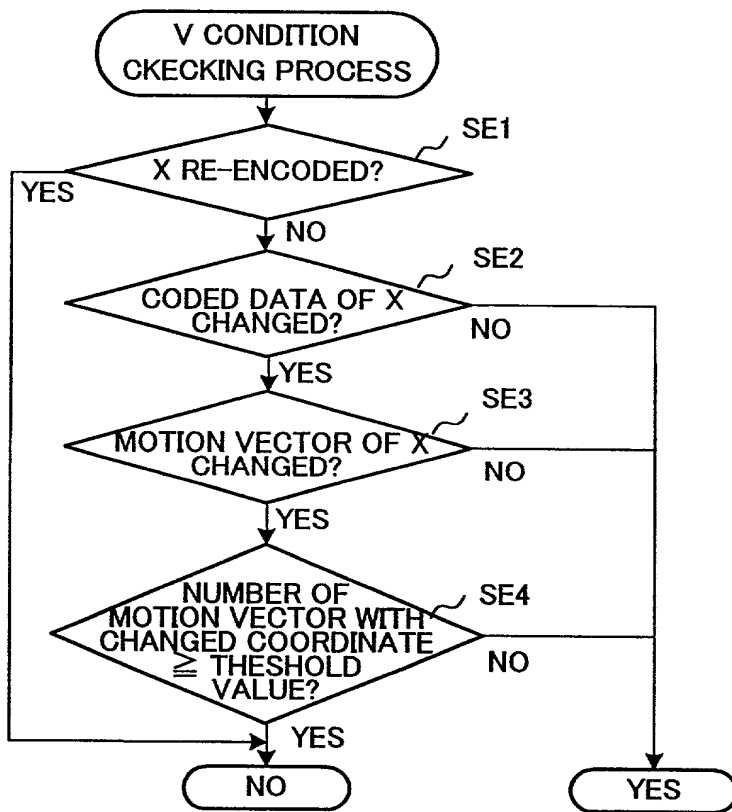 V CONDITION
CKECKING PROCESS
SE1
X RE-ENCODED?
YES
NO
SE2
CODED DATA OF X
CHANGED?
NO
YES
SE3
MOTION VECTOR OF X
CHANGED?
NO
YES
NUMBER OF
SE4
MOTION VECTOR WITH
CHANGED COORDINATE
≧ THESHOLD
NO
VALUE?
YES
NO
YES